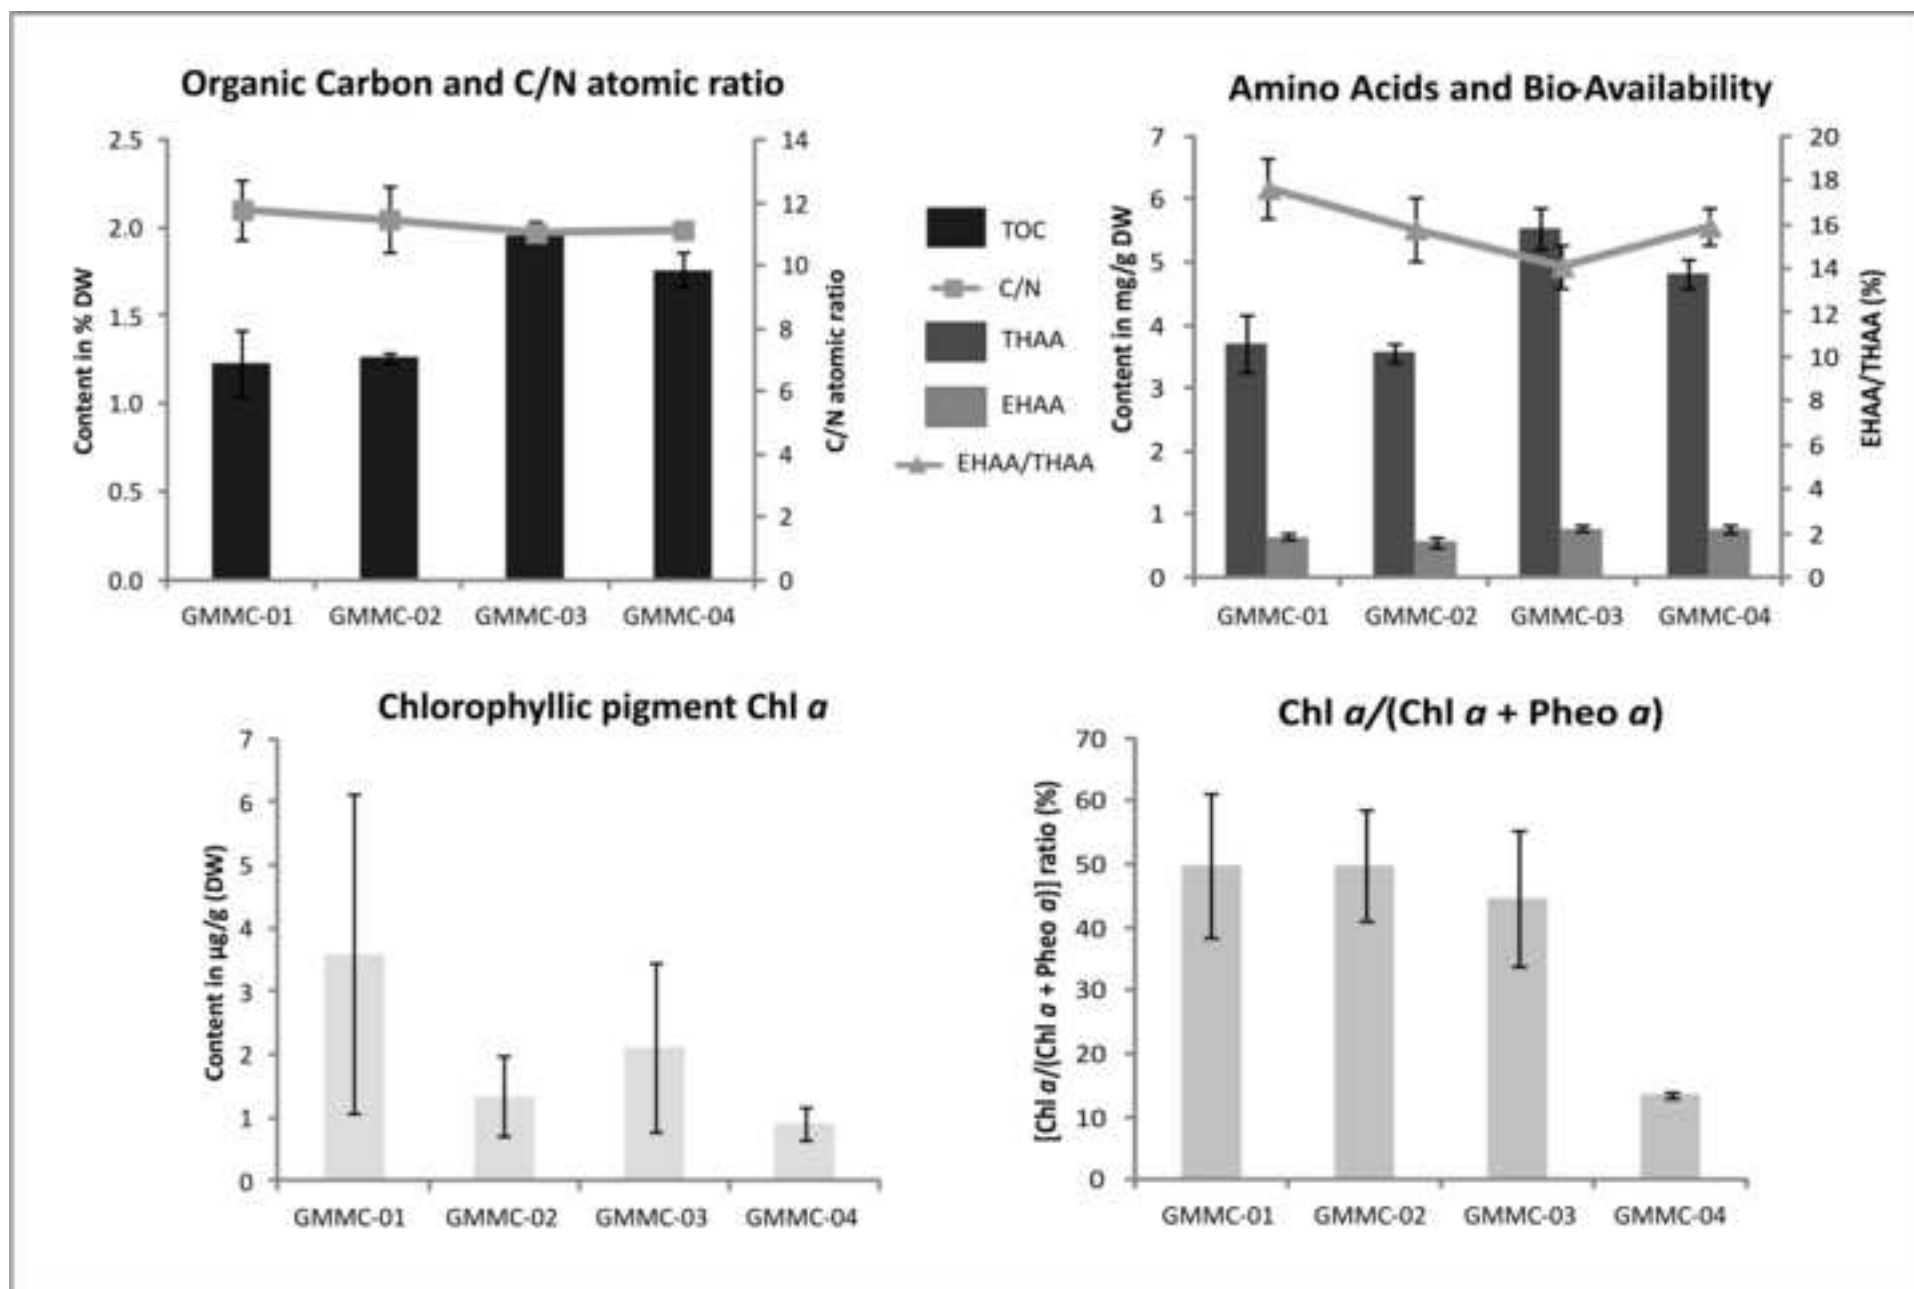 Organic Carbon and C/N atomic ratio
2.5
2.0
1.5
1.0
0.5
0.0
Content in % DW
14
12
10
8
6
4
2
0
C/N atomic ratio
GMMC-01 GMMC-02 GMMC-03 GMMC-04
TOC
C/N
THAA
EHAA
EHAA/THAA
Amino Acids and Bio-Availability
7
6
5
4
3
2
1
0
Content in mg/g DW
20
18
16
14
12
10
8
6
4
2
0
EHAA/THAA (%)
GMMC-01 GMMC-02 GMMC-03 GMMC-04
Chlorophyllic pigment Chl a
7
6
5
4
3
2
1
0
Content in µg/g (DW)
GMMC-01 GMMC-02 GMMC-03 GMMC-04
Chl a/(Chl a + Pheo a)
70
60
50
40
30
20
10
0
[Chl a/(Chl a + Pheo a)] ratio (%)
GMMC-01 GMMC-02 GMMC-03 GMMC-04